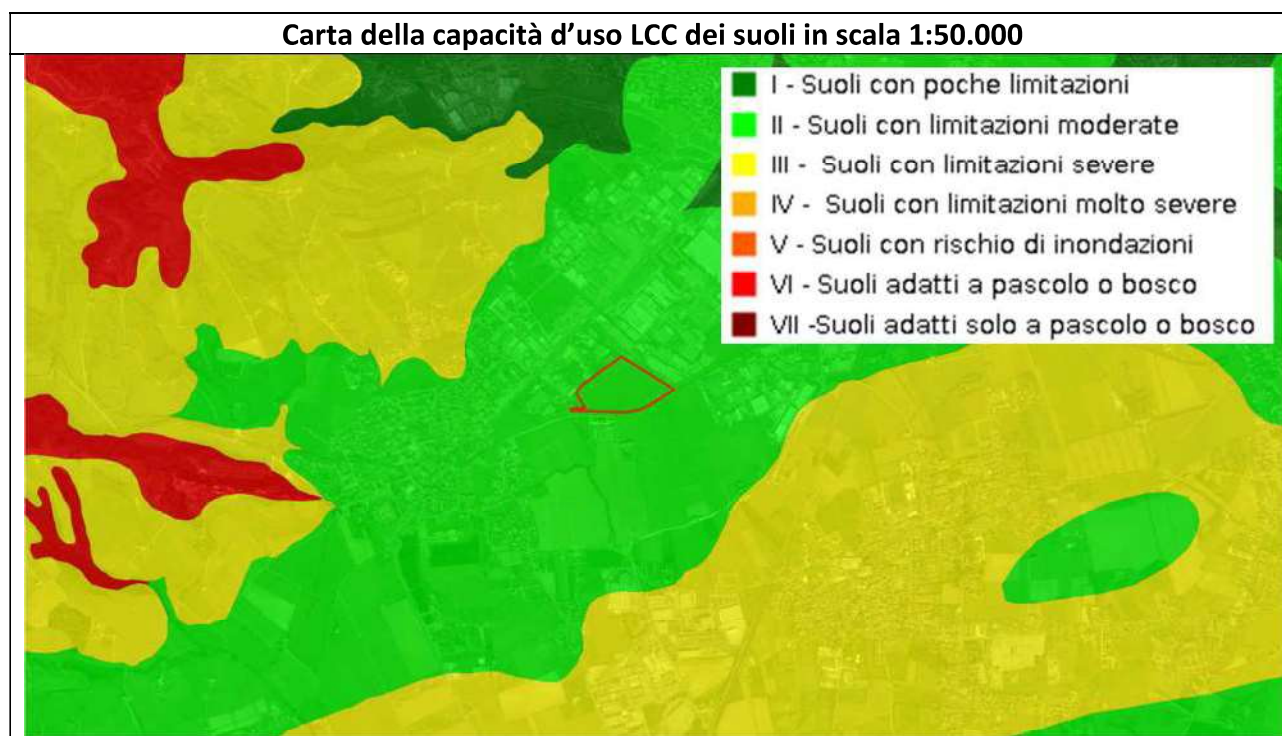 Carta della capacità d’uso LCC dei suoli in scala 1:50.000
I - Suoli con poche limitazioni
II - Suoli con limitazioni moderate
III - Suoli con limitazioni severe
IV - Suoli con limitazioni molto severe
V - Suoli con rischio di inondazioni
VI - Suoli adatti a pascolo o bosco
VII -Suoli adatti solo a pascolo o bosco